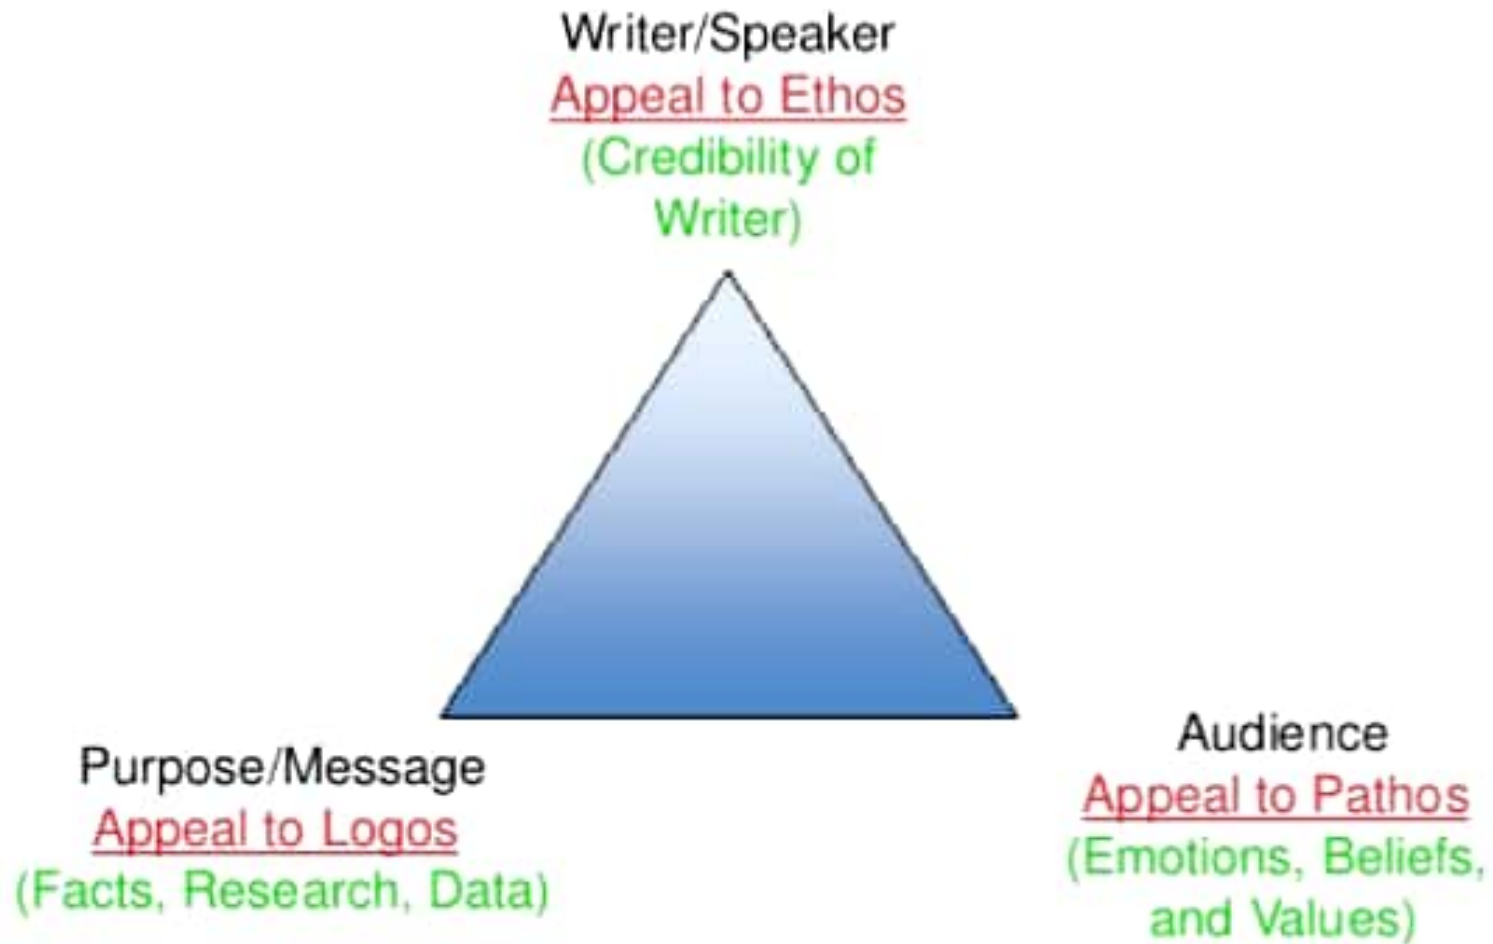 Writer/Speaker
Appeal to Ethos
(Credibility of
Writer)
Purpose/Message
Appeal to Logos
(Facts, Research, Data)
Audience
Appeal to Pathos
(Emotions, Beliefs,
and Values)